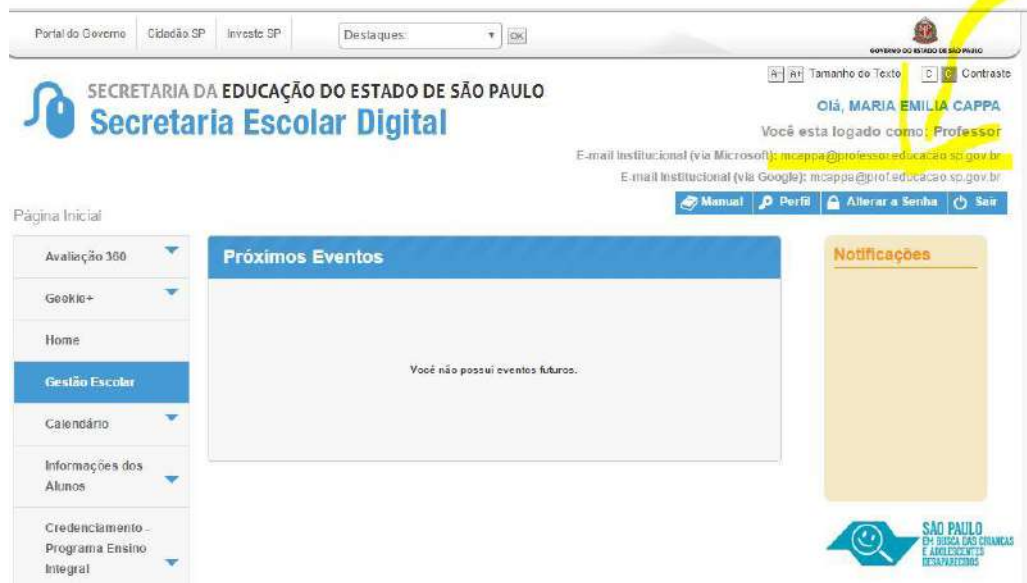 Portal do Governo Cidadão SP Investe SP Destaques: OK
GOVERNO DO ESTADO DE SÃO PAULO
A- A+ Tamanho do Texto C C Contraste
SECRETARIA DA EDUCAÇÃO DO ESTADO DE SÃO PAULO
Secretaria Escolar Digital
Olá, MARIA EMILIA CAPPA
Você esta logado como: Professor
E-mail Institucional (via Microsoft): mcappa@professor.educacao.sp.gov.br
E-mail Institucional (via Google): mcappa@prof.educacao.sp.gov.br
Manual Perfil Alterar a Senha Sair
Página Inicial
Avaliação 360
Geekie+
Home
Gestão Escolar
Calendário
Informações dos
Alunos
Credenciamento -
Programa Ensino
Integral
Próximos Eventos
Você não possui eventos futuros.
Notificações
SÃO PAULO
EM BUSCA DAS CRIANÇAS
E ADOLESCENTES
DESAPARECIDOS